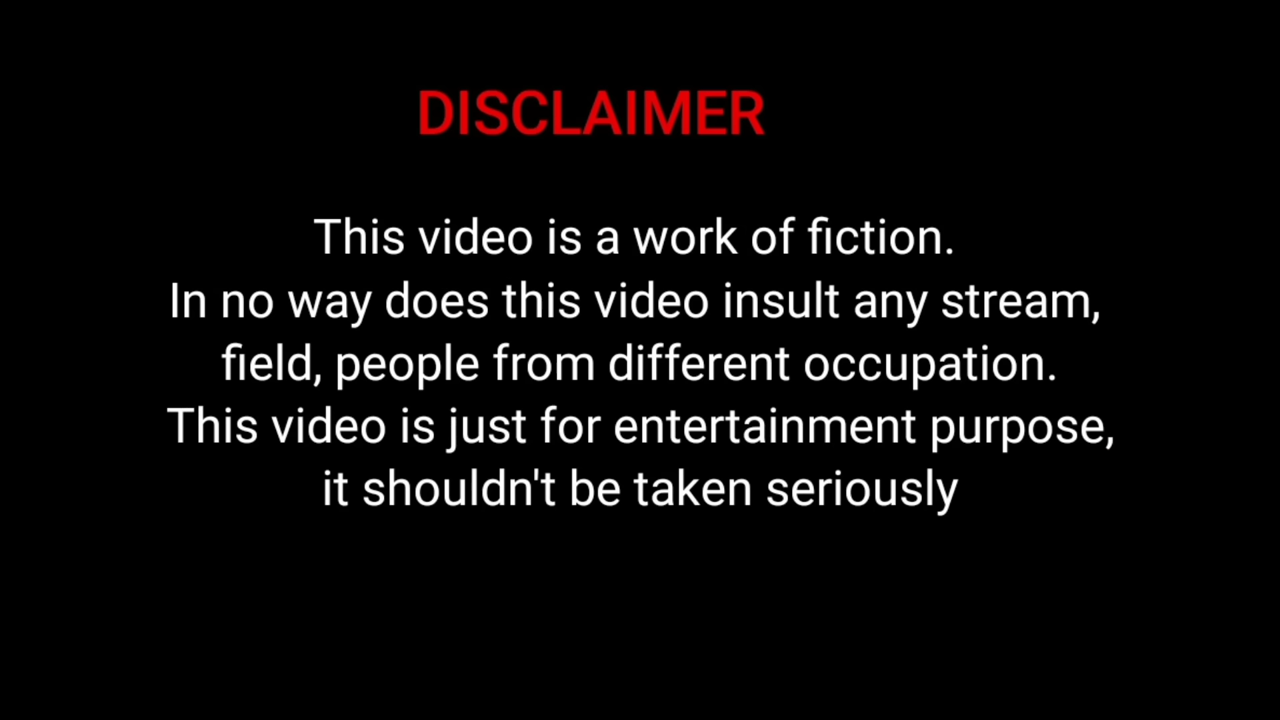 DISCLAIMER
This video is a work of fiction.
In no way does this video insult any stream,
field, people from different occupation.
This video is just for entertainment purpose,
it shouldn't be taken seriously